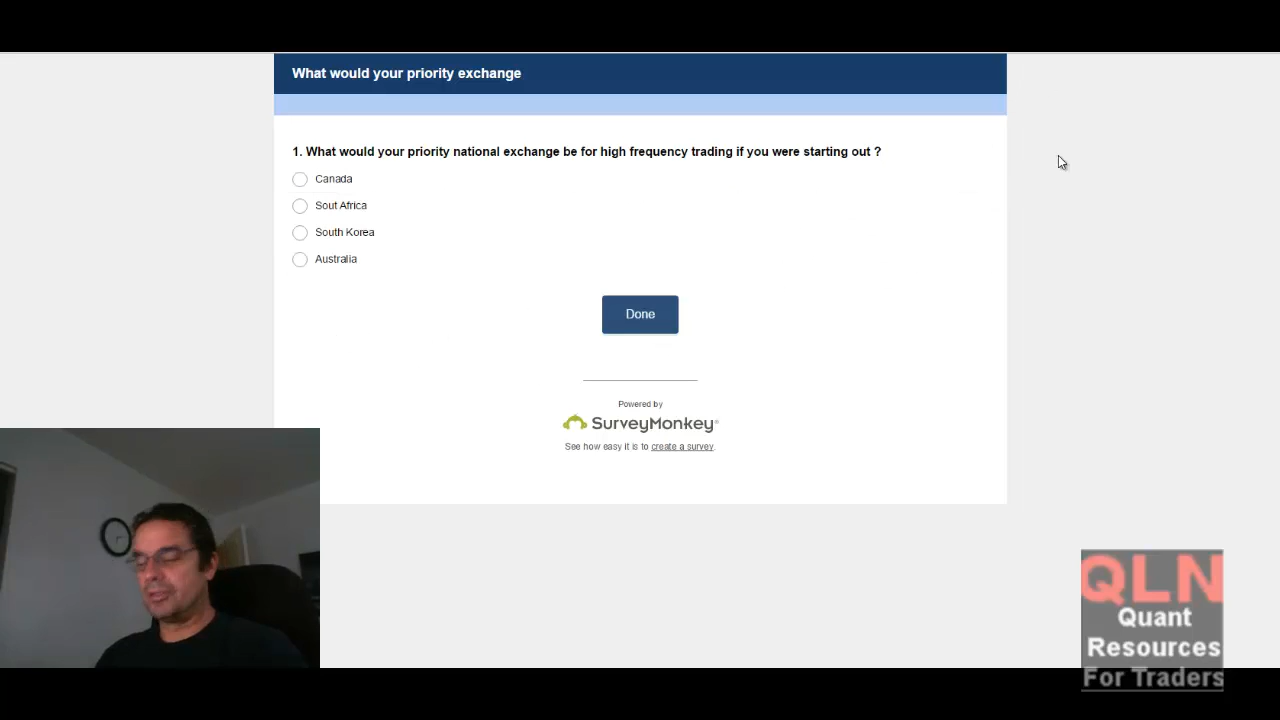 What would your priority exchange
1. What would your priority national exchange be for high frequency trading if you were starting out ?
Canada
Sout Africa
South Korea
Australia
Done
Powered by
SurveyMonkey®
See how easy it is to create a survey.
QLN
Quant
Resources
For Traders